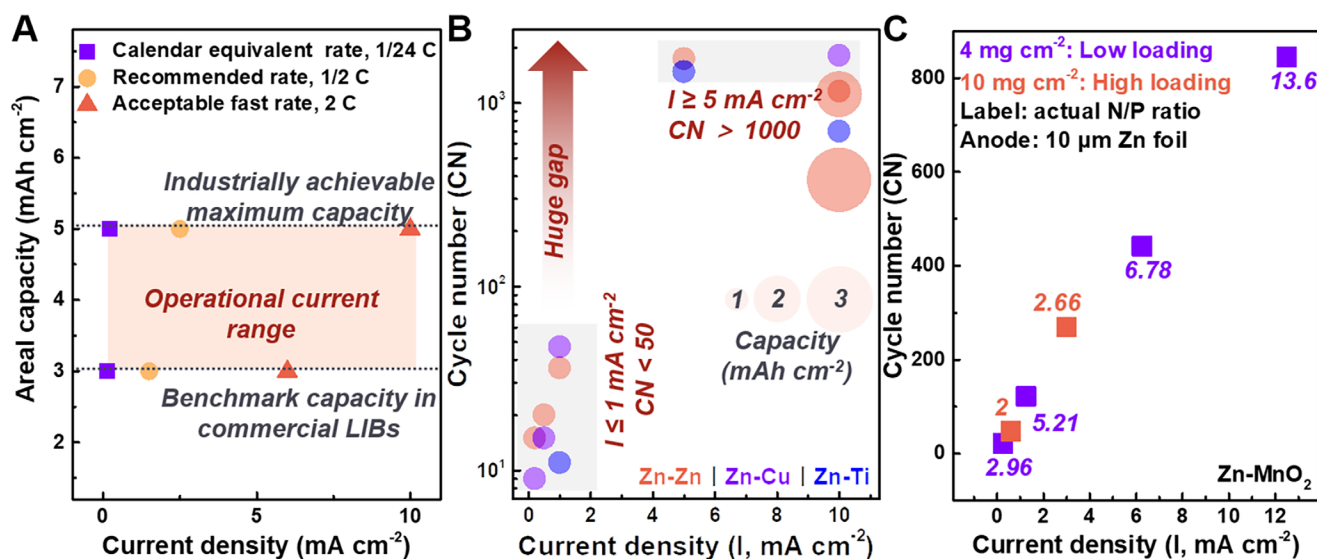 A
Calendar equivalent rate, 1/24 C
Recommended rate, 1/2 C
Acceptable fast rate, 2 C
Areal capacity (mAh cm⁻²)
7
6
5
4
3
2
Industrially achievable
maximum capacity
Operational current
range
Benchmark capacity in
commercial LIBs
0
5
10
Current density (mA cm⁻²)
B
Cycle number (CN)
10³
10²
10¹
Huge gap
I ≥ 5 mA cm⁻²
CN > 1000
1
2
3
Capacity
(mAh cm⁻²)
I ≤ 1 mA cm⁻²
CN < 50
Zn-Zn | Zn-Cu | Zn-Ti
0
2
4
6
8
10
Current density (I, mA cm⁻²)
C
4 mg cm⁻²: Low loading
10 mg cm⁻²: High loading
Label: actual N/P ratio
Anode: 10 μm Zn foil
Cycle number (CN)
800
600
400
200
0
13.6
6.78
2.66
2
5.21
2.96
Zn-MnO₂
0
2
4
6
8
10
12
Current density (I, mA cm⁻²)